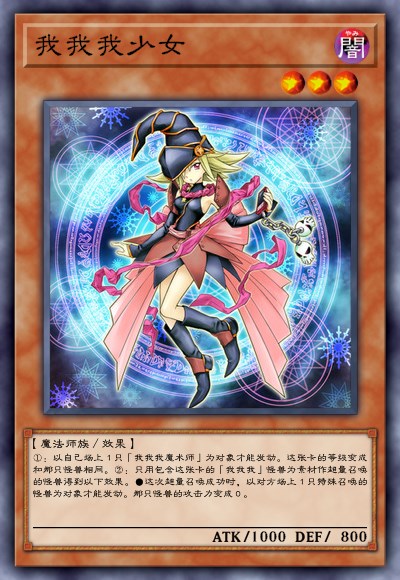 我我我少女
やみ
闇
【魔法师族／效果】
①：以自己场上1只「我我我魔术师」为对象才能发动。这张卡的等级变成
和那只怪兽相同。②：只用包含这张卡的「我我我」怪兽为素材作超量召唤
的怪兽得到以下效果。●这次超量召唤成功时，以对方场上1只特殊召唤的
怪兽为对象才能发动。那只怪兽的攻击力变成0。
ATK/1000 DEF/ 800